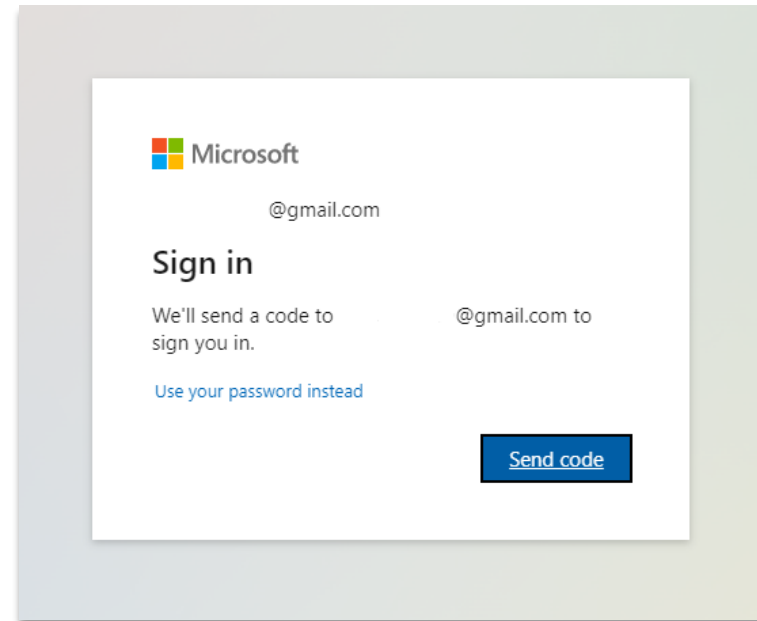 Microsoft
@gmail.com
Sign in
We'll send a code to @gmail.com to
sign you in.
Use your password instead
Send code